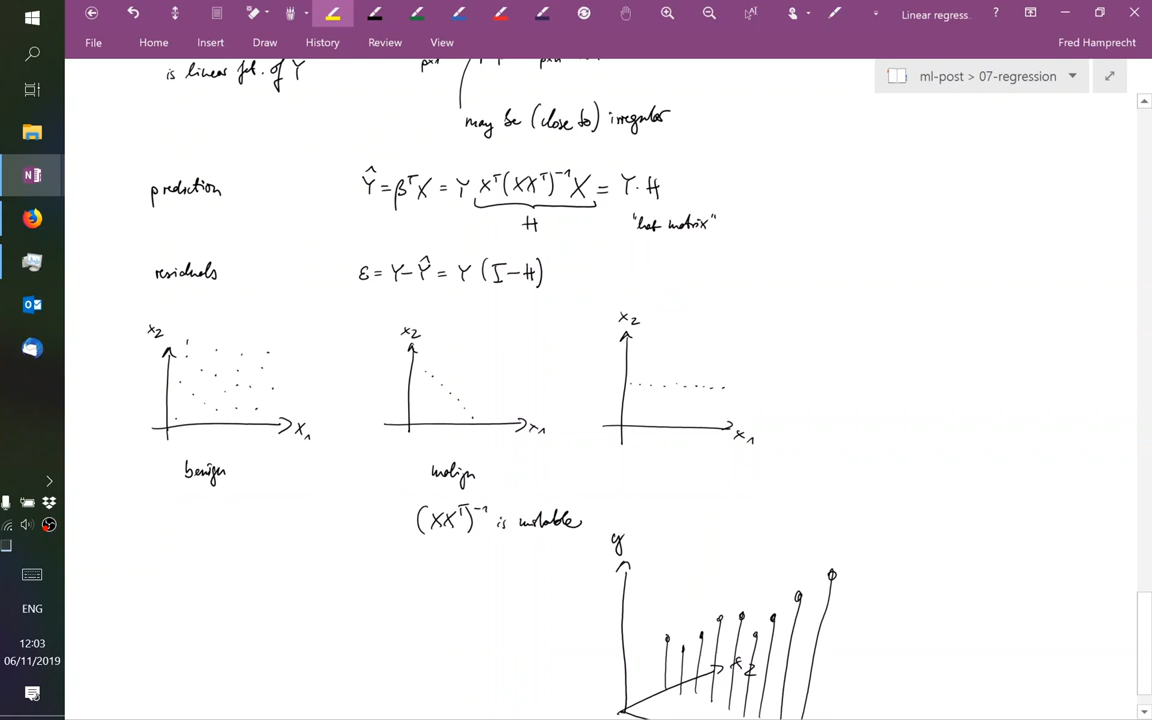 Linear regress...
File Home Insert Draw History Review View
Fred Hamprecht
ml-post > 07-regression
is linear fct. of Y
p×1
p×n
may be (close to) irregular
prediction Ŷ = βᵀX = Y Xᵀ(XXᵀ)⁻¹X = Y·H
H
"hat matrix"
residuals ε = Y-Ŷ = Y (I-H)
x₂ x₂ x₂
x₁ x₁ x₁
benign malign
(XXᵀ)⁻¹ is unstable
y
x₂
ENG
12:03
06/11/2019